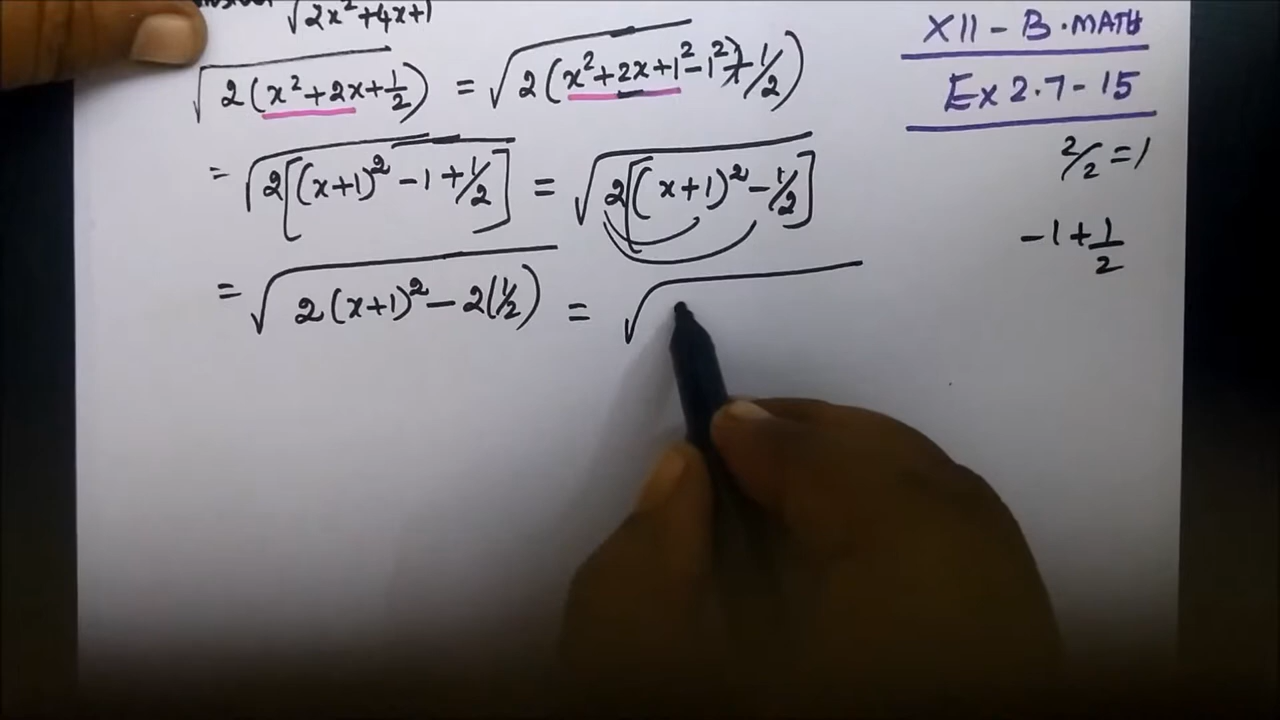 √2x²+4x+1
√2(x²+2x+1/2) = √2(x²+2x+1²-1²)+1/2)
= √2[(x+1)²-1+1/2] = √2[(x+1)²-1/2]
= √2(x+1)²-2(1/2) = √
XII - B.MATH
Ex 2.7-15
2/2=1
-1+1/2